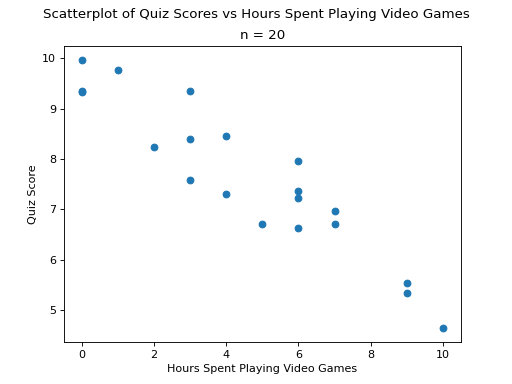 Scatterplot of Quiz Scores vs Hours Spent Playing Video Games
n = 20
10
9
8
7
6
5
Quiz Score
0 2 4 6 8 10
Hours Spent Playing Video Games